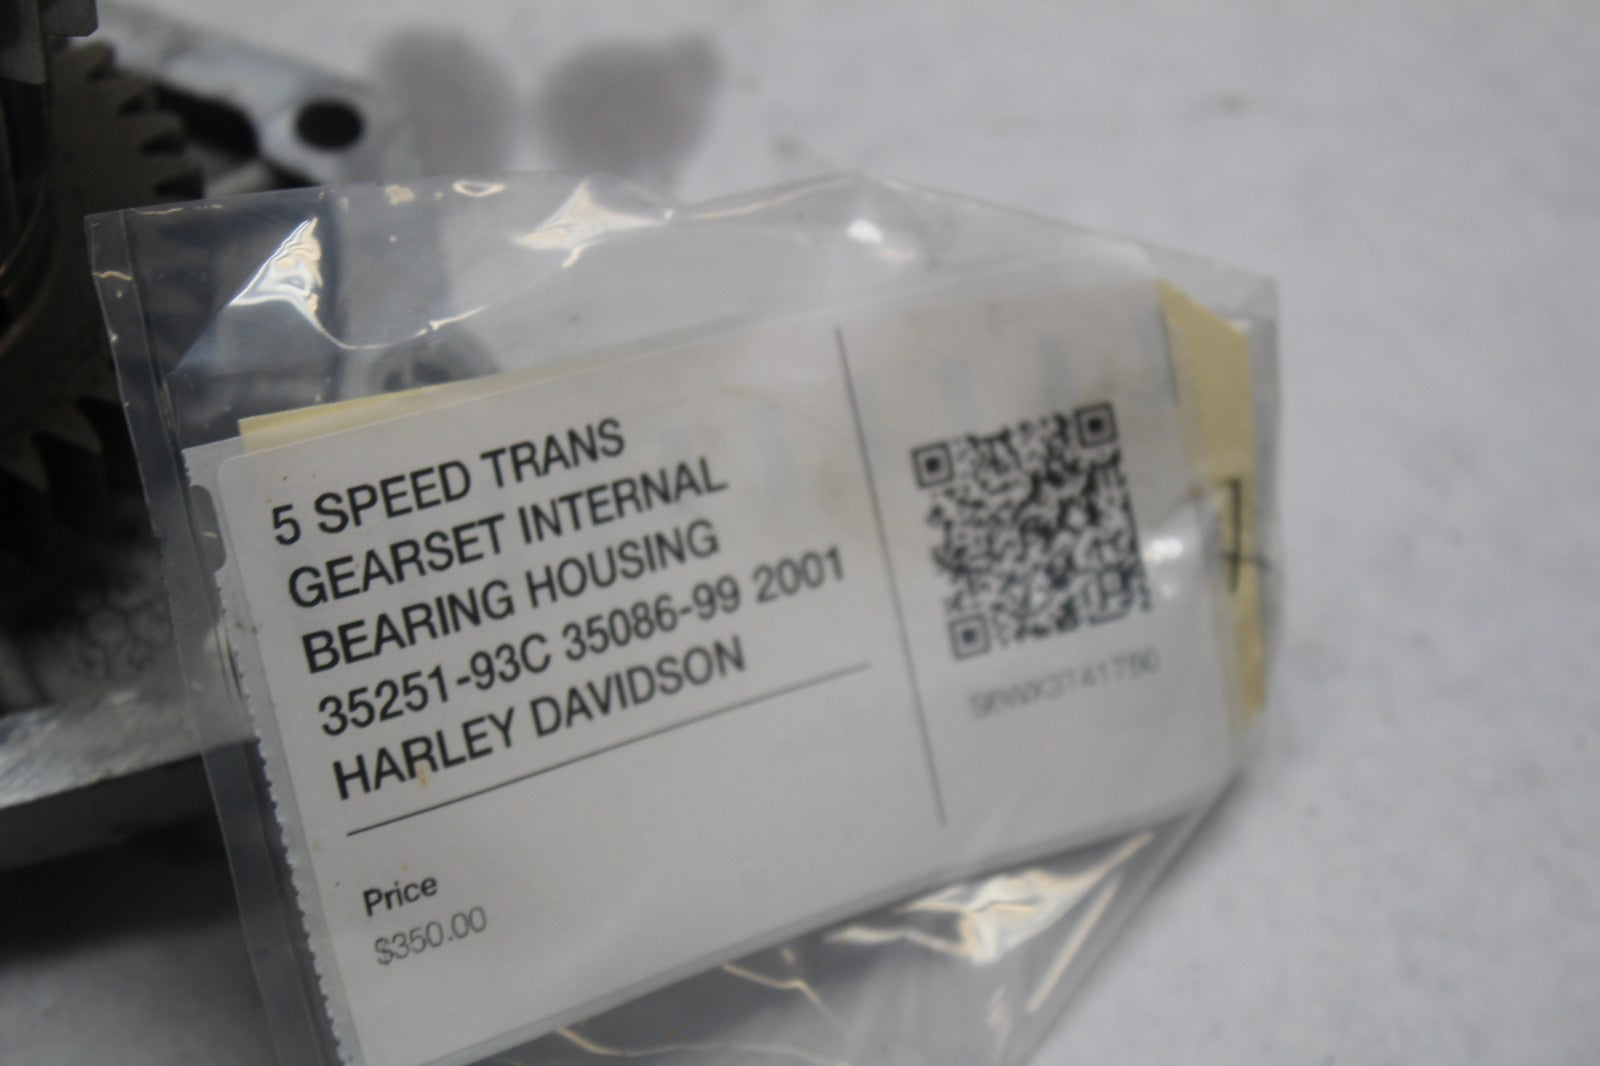 5 SPEED TRANS
GEARSET INTERNAL
BEARING HOUSING
35251-93C 35086-99 2001
HARLEY DAVIDSON
Price
$350.00